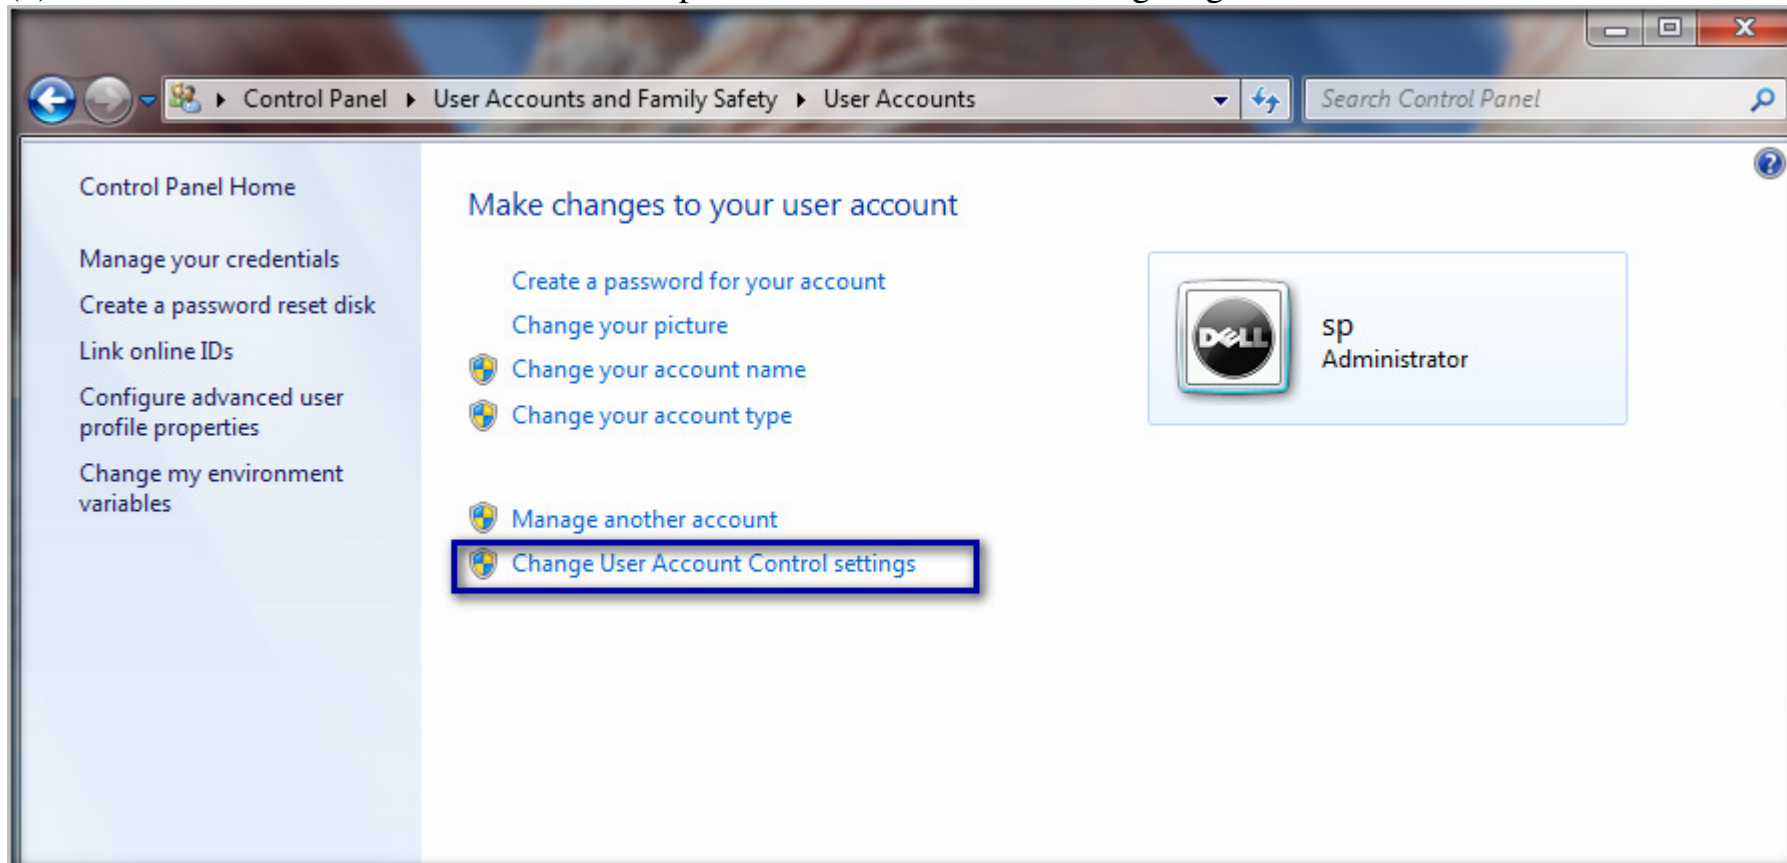 Control Panel User Accounts and Family Safety User Accounts Search Control Panel
Control Panel Home
Manage your credentials
Create a password reset disk
Link online IDs
Configure advanced user
profile properties
Change my environment
variables
Make changes to your user account
Create a password for your account
Change your picture
Change your account name
Change your account type
Manage another account
Change User Account Control settings
DELL
sp
Administrator